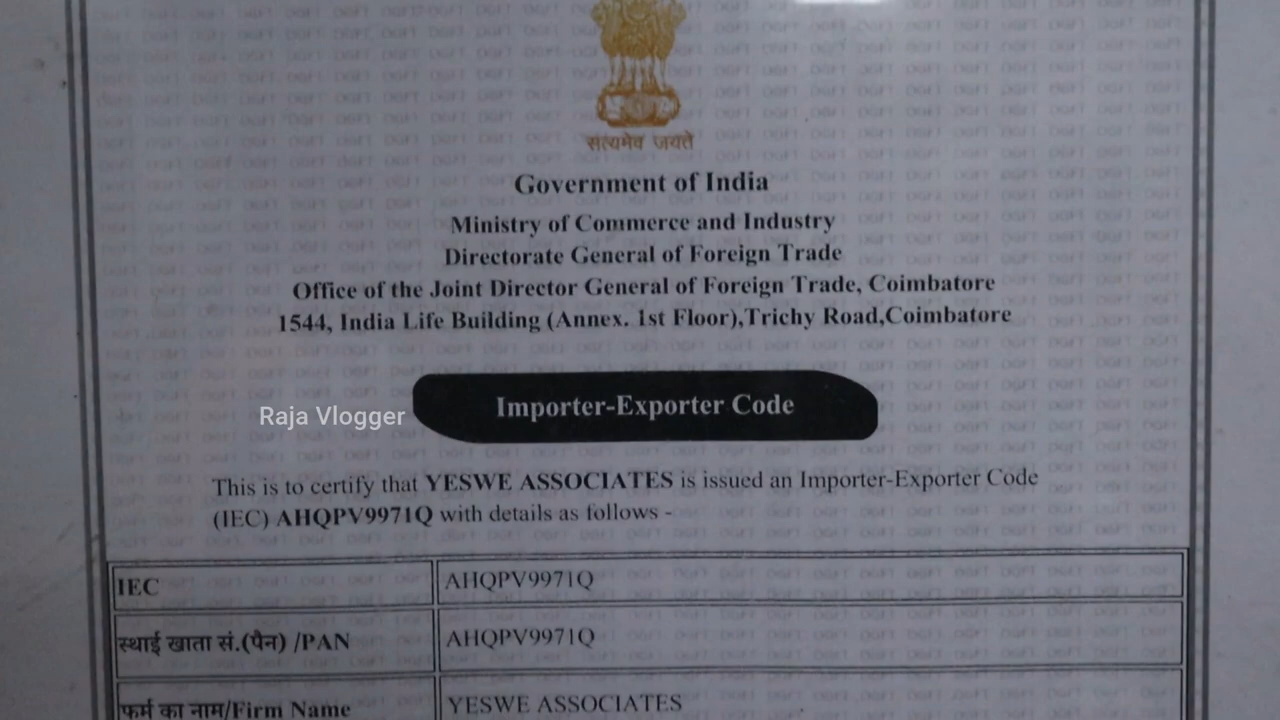 सत्यमेव जयते
Government of India
Ministry of Commerce and Industry
Directorate General of Foreign Trade
Office of the Joint Director General of Foreign Trade, Coimbatore
1544, India Life Building (Annex. 1st Floor),Trichy Road,Coimbatore
Raja Vlogger
Importer-Exporter Code
This is to certify that YESWE ASSOCIATES is issued an Importer-Exporter Code
(IEC) AHQPV9971Q with details as follows -
IEC AHQPV9971Q
स्थाई खाता सं.(पैन) /PAN AHQPV9971Q
फर्म का नाम/Firm Name YESWE ASSOCIATES